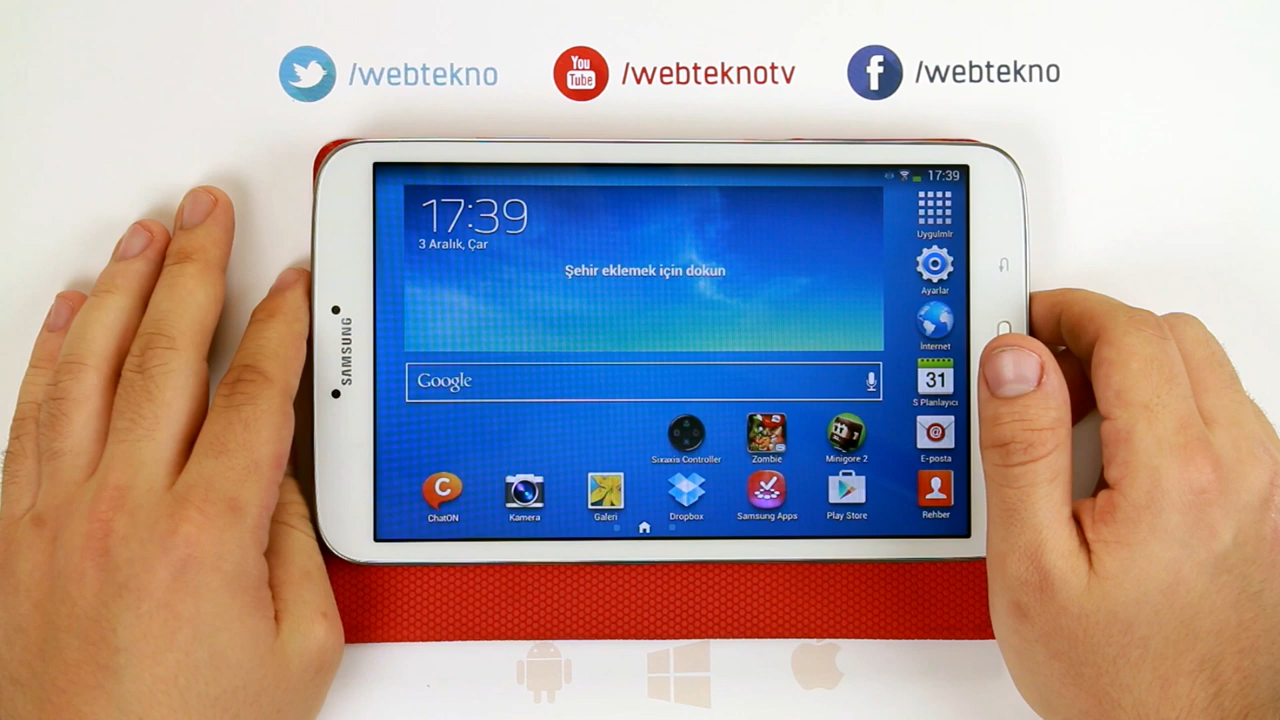 /webtekno
You
Tube
/webteknotv
f
/webtekno
SAMSUNG
17:39
17:39
3 Aralık, Çar
Şehir eklemek için dokun
Uygulmlr
Ayarlar
İnternet
Google
31
S Planlayıcı
Sixaxis Controller
Zombie
Minigore 2
E-posta
C
ChatON
Kamera
Galeri
Dropbox
Samsung Apps
Play Store
Rehber